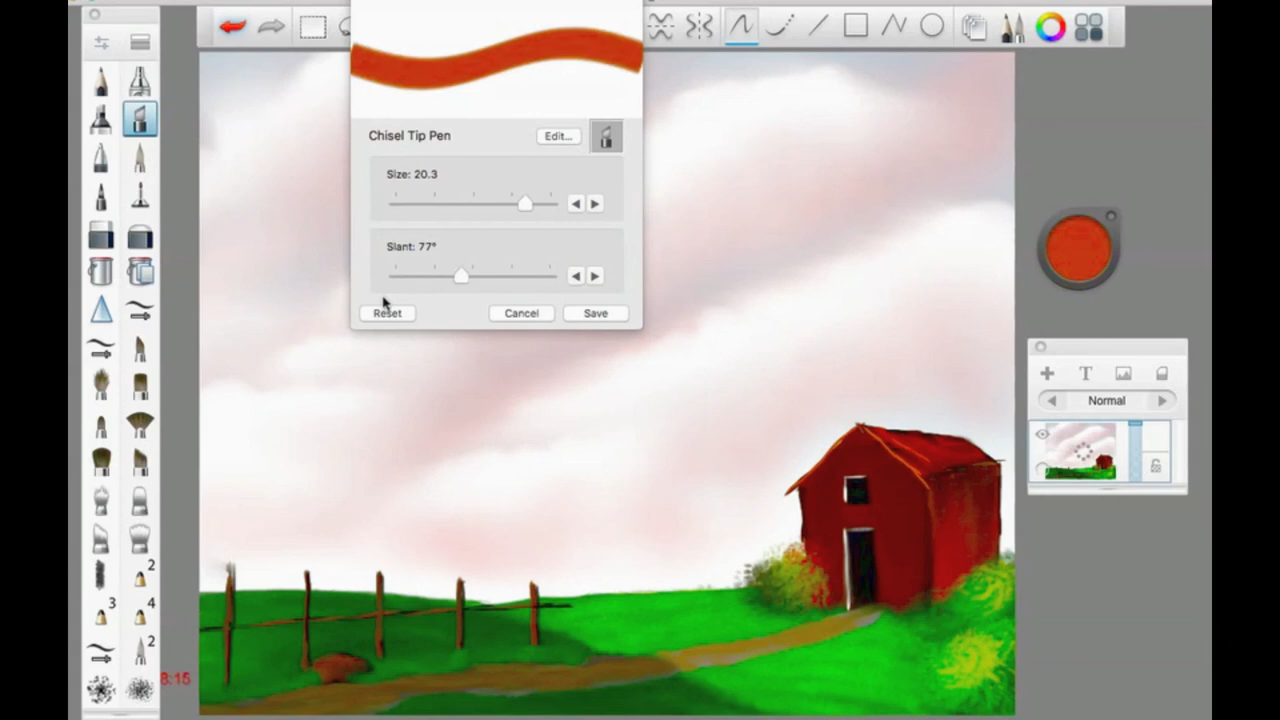 Chisel Tip Pen
Edit...
Size: 20.3
Slant: 77°
Reset
Cancel
Save
T
Normal
2
3
4
2
8:15